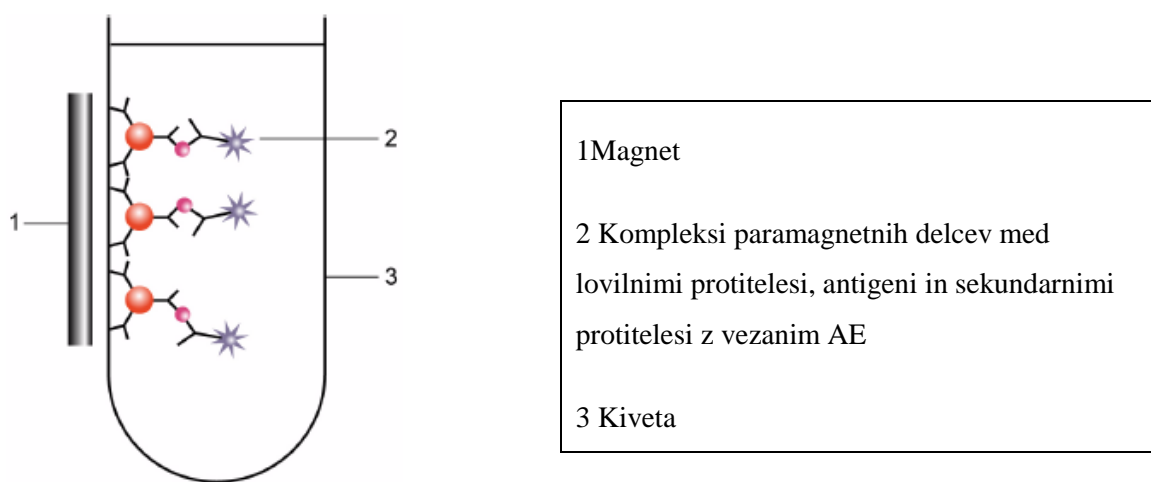 1
2
3
1Magnet
2 Kompleksi paramagnetnih delcev med
lovilnimi protitelesi, antigeni in sekundarnimi
protitelesi z vezanim AE
3 Kiveta